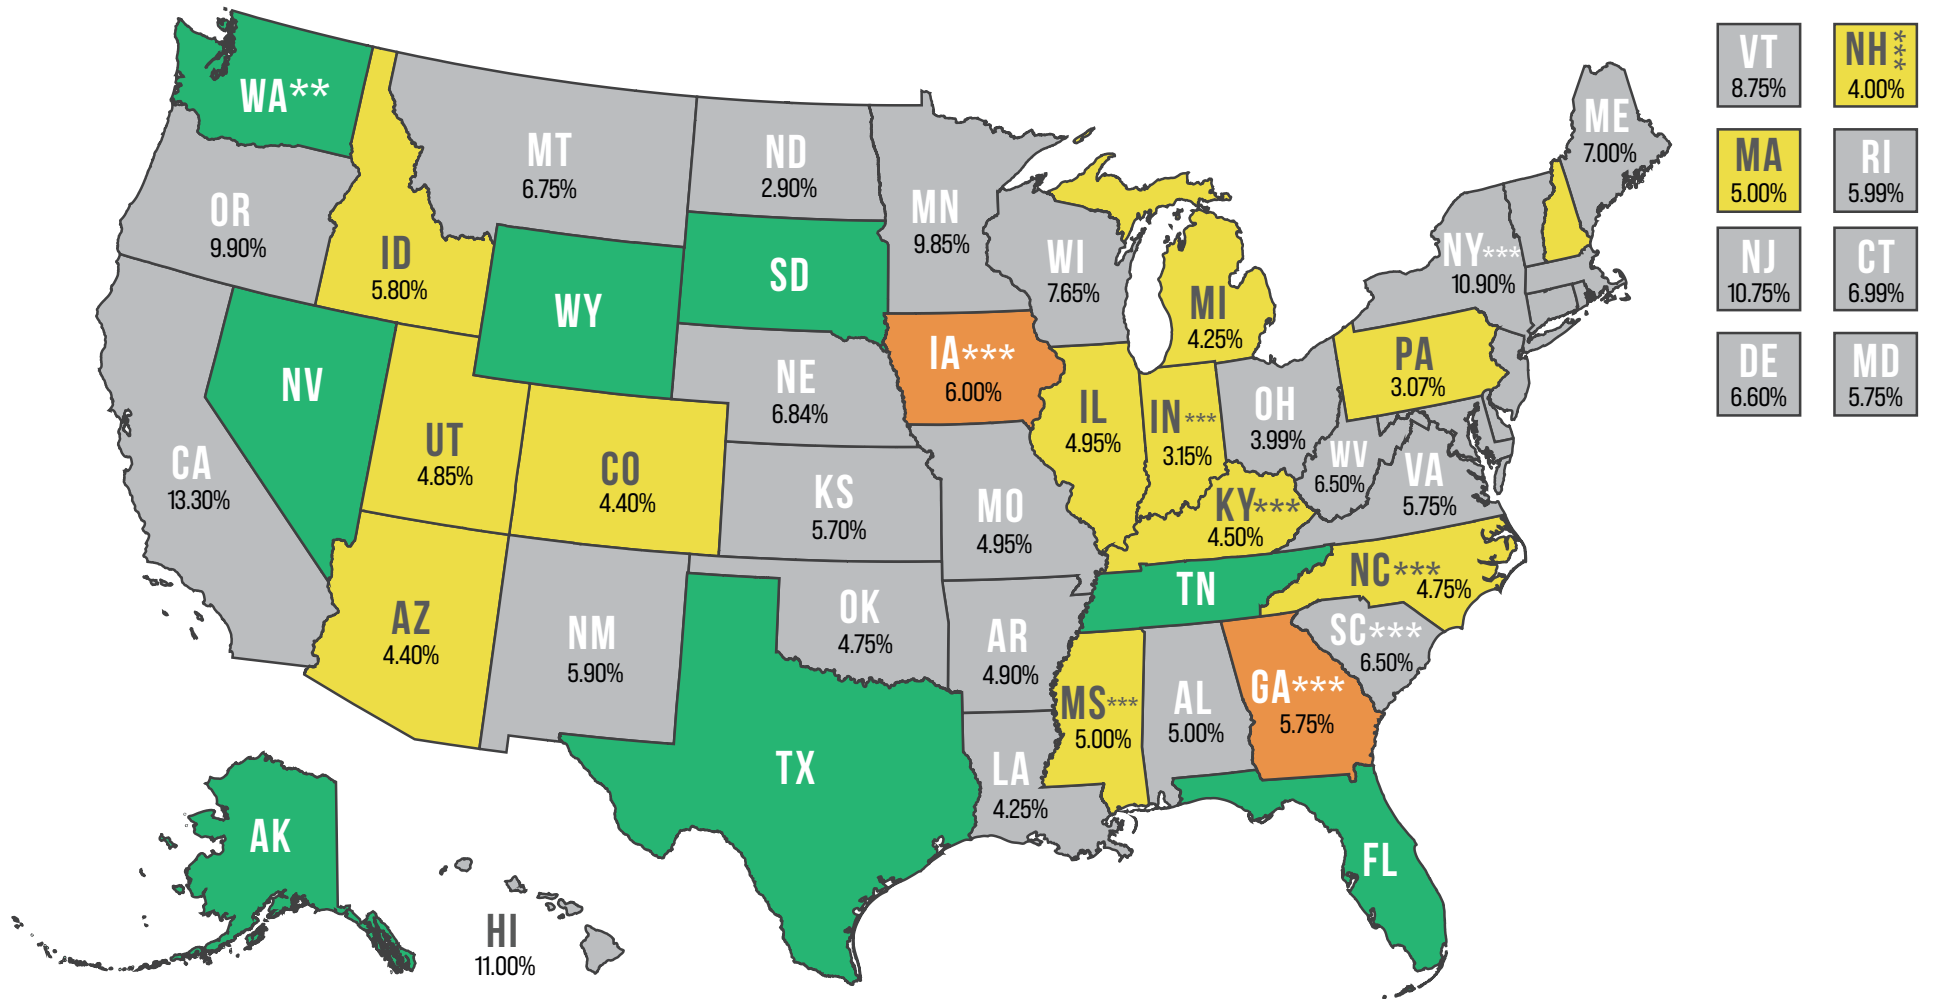 WA**
MT
6.75%
ND
2.90%
OR
9.90%
ID
5.80%
WY
SD
MN
9.85%
WI
7.65%
MI
4.25%
NY***
10.90%
ME
7.00%
VT
8.75%
NH***
4.00%
MA
5.00%
RI
5.99%
NJ
10.75%
CT
6.99%
DE
6.60%
MD
5.75%
NV
UT
4.85%
CO
4.40%
NE
6.84%
IA***
6.00%
IL
4.95%
IN***
3.15%
OH
3.99%
PA
3.07%
CA
13.30%
KS
5.70%
MO
4.95%
KY***
4.50%
WV
6.50%
VA
5.75%
AZ
4.40%
NM
5.90%
OK
4.75%
AR
4.90%
TN
NC***
4.75%
SC***
6.50%
TX
LA
4.25%
MS***
5.00%
AL
5.00%
GA***
5.75%
FL
AK
HI
11.00%